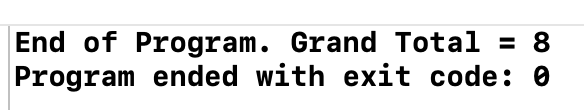 End of Program. Grand Total = 8
Program ended with exit code: 0